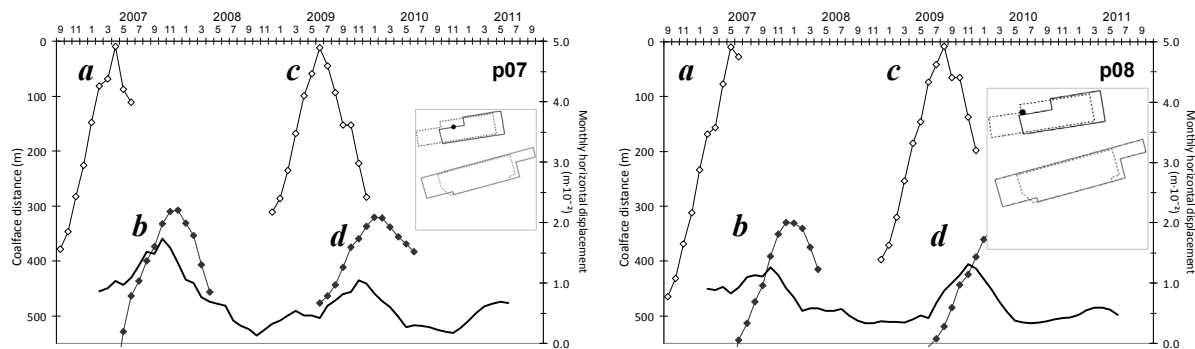 2007 2008 2009 2010 2011
9 11 1 3 5 7 9 11 1 3 5 7 9 11 1 3 5 7 9 11 1 3 5 7 9 11 1 3 5 7 9
0 5.0
a c p07
100 4.0
200 3.0
300 2.0
b d
400 1.0
500 0.0
Coalface distance (m)
Monthly horizontal displacement
(m·10⁻²)
2007 2008 2009 2010 2011
9 11 1 3 5 7 9 11 1 3 5 7 9 11 1 3 5 7 9 11 1 3 5 7 9 11 1 3 5 7 9
0 5.0
a c p08
100 4.0
200 3.0
300 2.0
b d
400 1.0
500 0.0
Coalface distance (m)
Monthly horizontal displacement
(m·10⁻²)